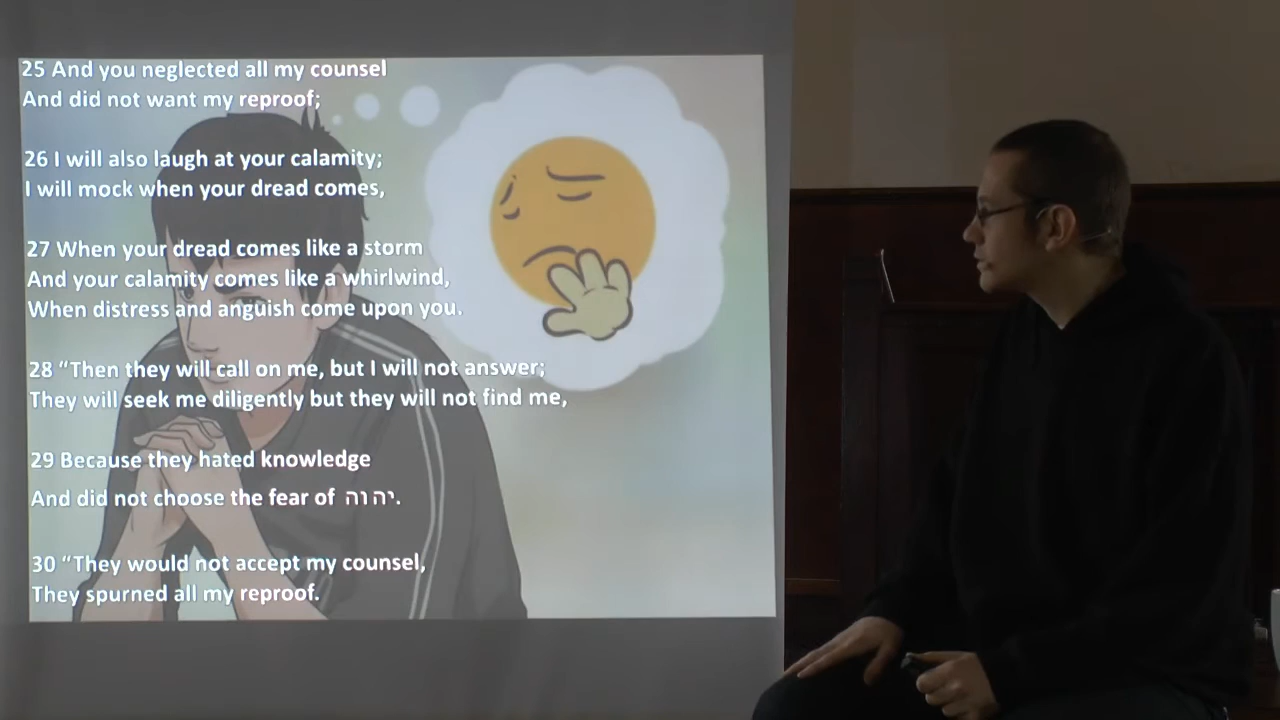 25 And you neglected all my counsel
And did not want my reproof;
26 I will also laugh at your calamity;
I will mock when your dread comes,
27 When your dread comes like a storm
And your calamity comes like a whirlwind,
When distress and anguish come upon you.
28 “Then they will call on me, but I will not answer;
They will seek me diligently but they will not find me,
29 Because they hated knowledge
And did not choose the fear of יהוה.
30 “They would not accept my counsel,
They spurned all my reproof.